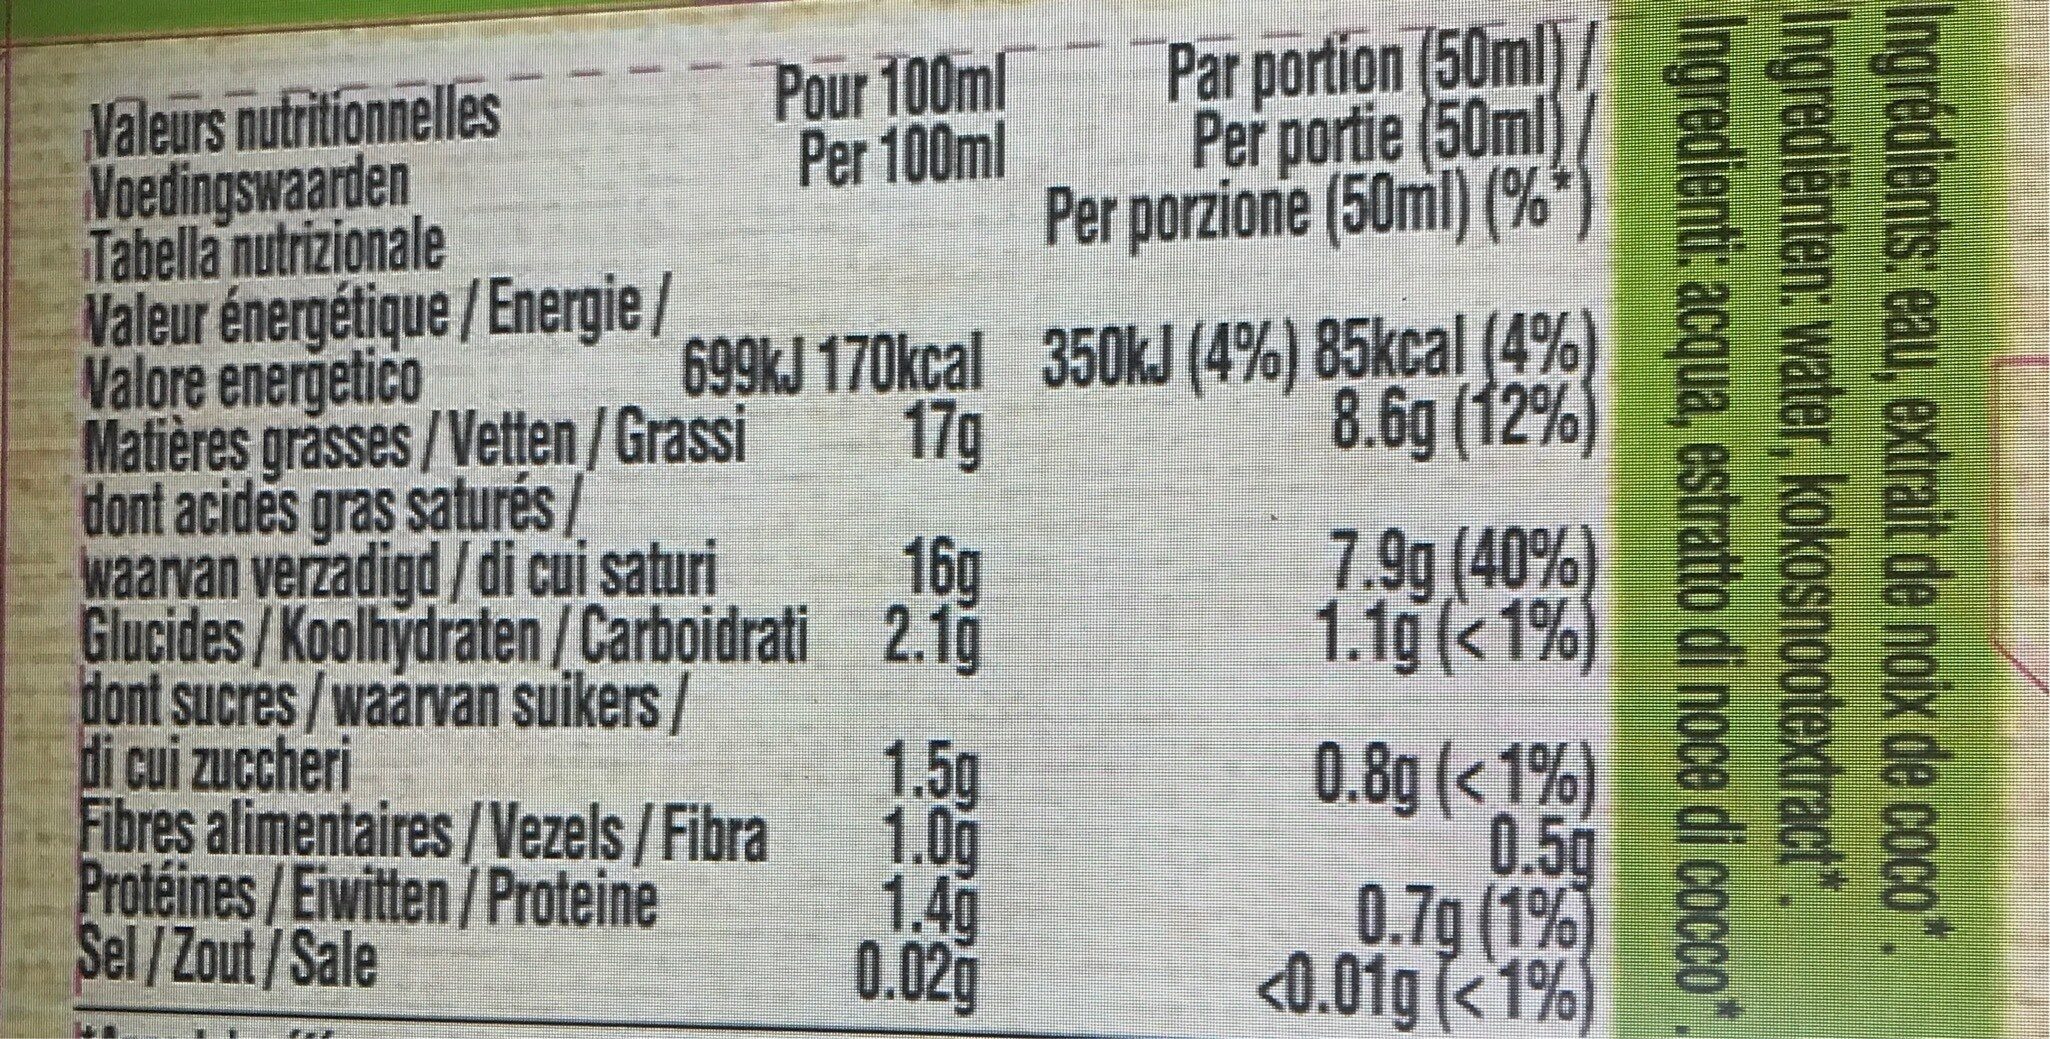 Valeurs nutritionnelles Pour 100ml Par portion (50ml) /
Voedingswaarden Per 100ml Per portie (50ml) /
Tabella nutrizionale Per porzione (50ml) (%*)
Valeur énergétique / Energie /
Valore energetico 699kJ 170kcal 350kJ (4%) 85kcal (4%)
Matières grasses / Vetten / Grassi 17g 8.6g (12%)
dont acides gras saturés /
waarvan verzadigd / di cui saturi 16g 7.9g (40%)
Glucides / Koolhydraten / Carboidrati 2.1g 1.1g (< 1%)
dont sucres / waarvan suikers /
di cui zuccheri 1.5g 0.8g (< 1%)
Fibres alimentaires / Vezels / Fibra 1.0g 0.5g
Protéines / Eiwitten / Proteine 1.4g 0.7g (1%)
Sel / Zout / Sale 0.02g <0.01g (< 1%)
Ingrédients: eau, extrait de noix de coco*.
Ingrediënten: water, kokosnootextract*.
Ingredienti: acqua, estratto di noce di cocco*.